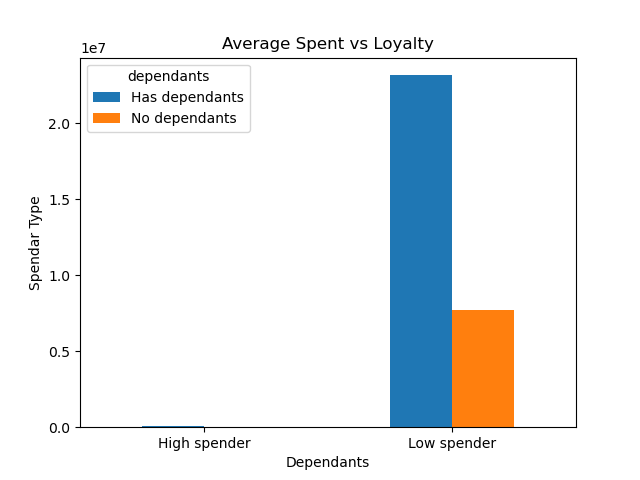 Average Spent vs Loyalty
1e7
dependants
Has dependants
No dependants
2.0
1.5
1.0
0.5
0.0
Spendar Type
High spender
Low spender
Dependants